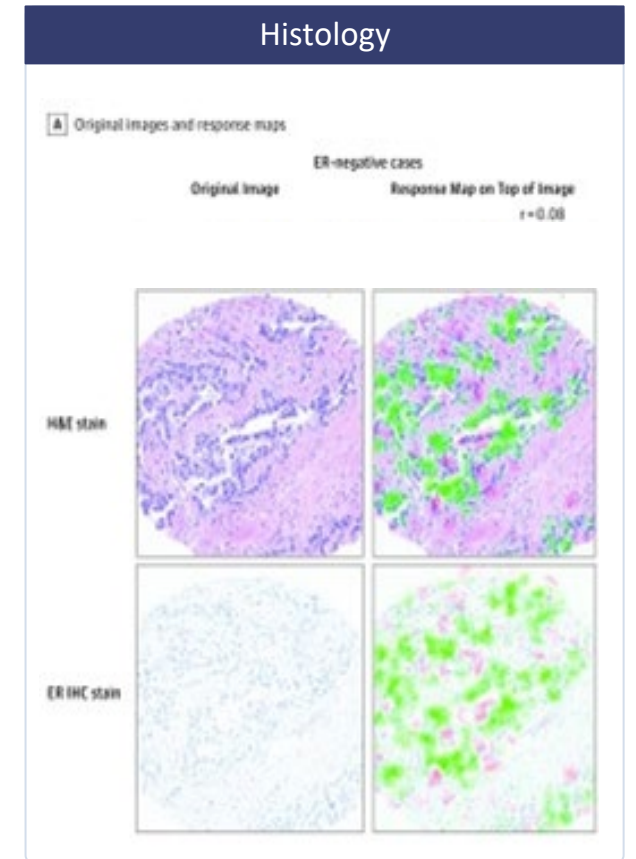 Histology
A Original images and response maps
ER-negative cases
Original Image Response Map on Top of Image
r = 0.08
H&E stain
ER IHC stain